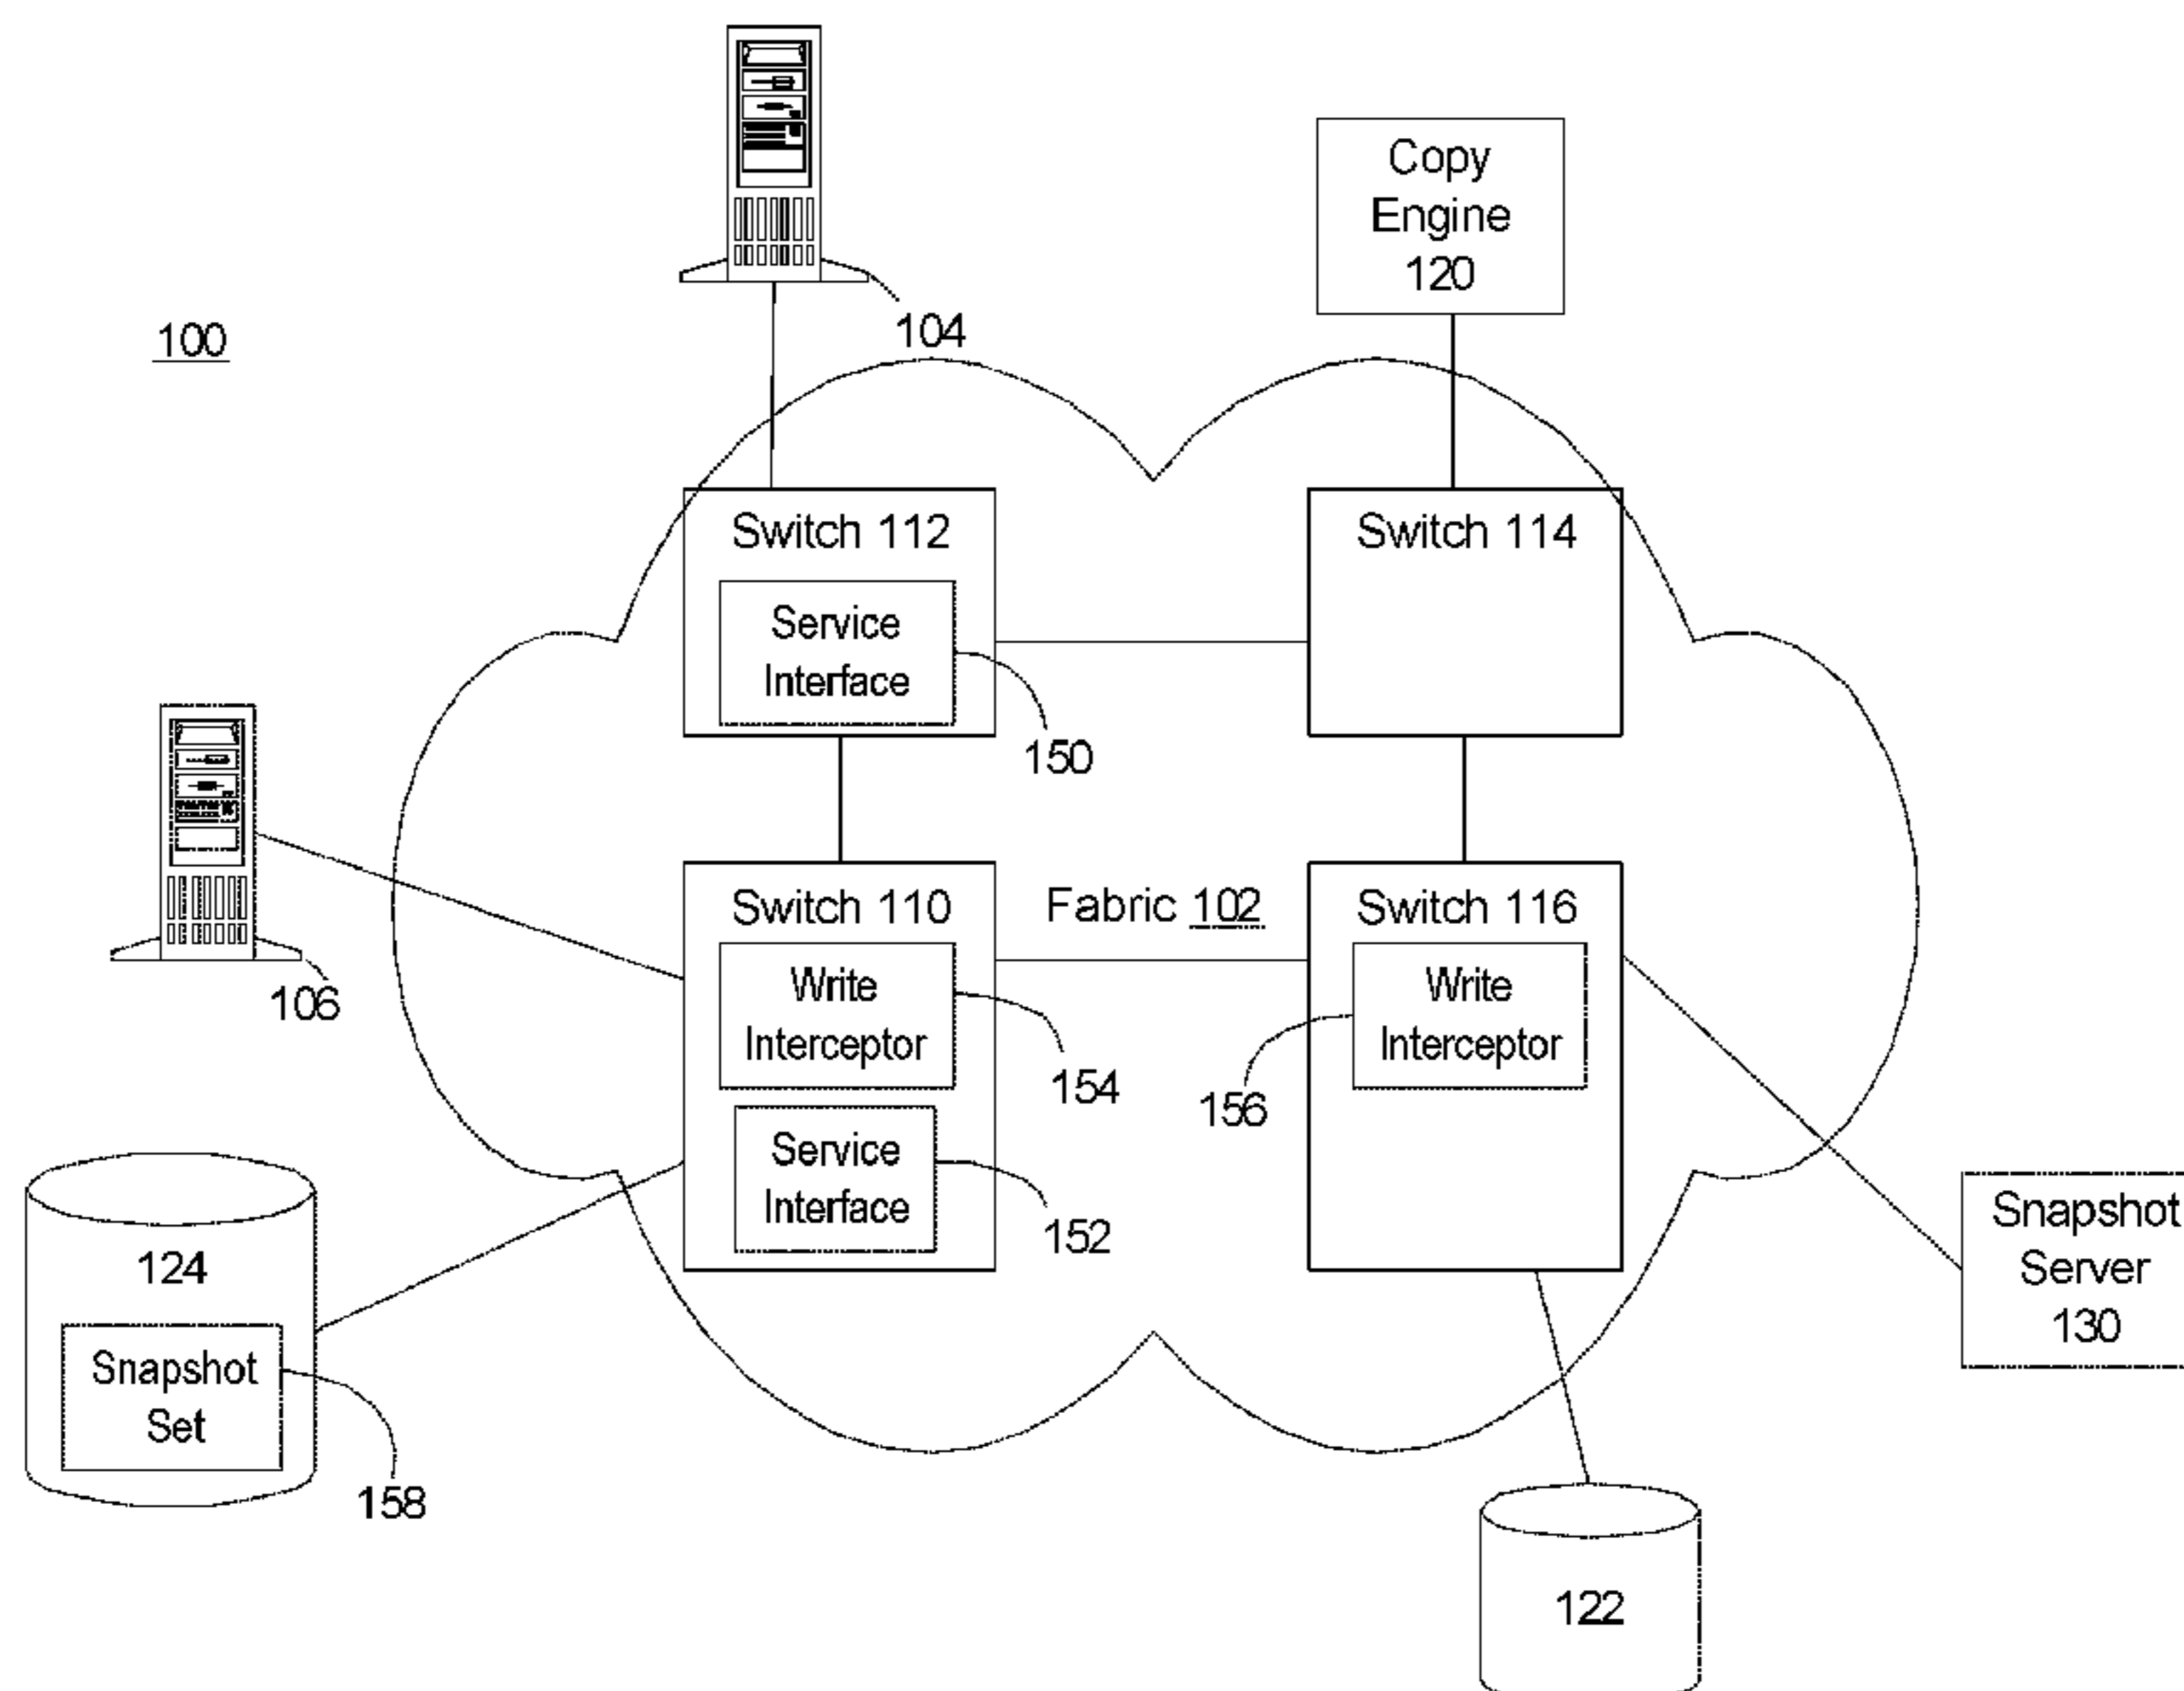 Copy
Engine
120
104
100
Switch 112
Switch 114
Service
Interface
150
Switch 110
Fabric 102
Switch 116
Write
Interceptor
Write
Interceptor
106
154
156
Service
Interface
152
Snapshot
Server
130
124
Snapshot
Set
158
122